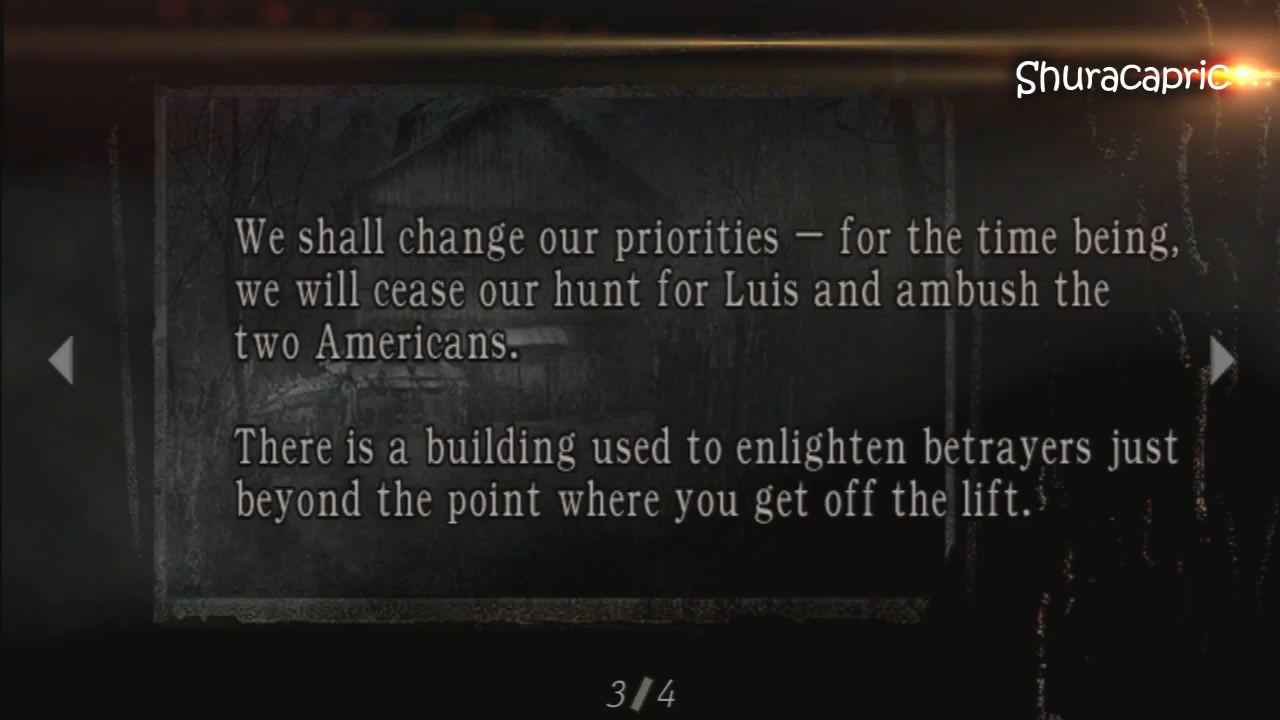 Shuracapric...
We shall change our priorities – for the time being,
we will cease our hunt for Luis and ambush the
two Americans.
There is a building used to enlighten betrayers just
beyond the point where you get off the lift.
3/4